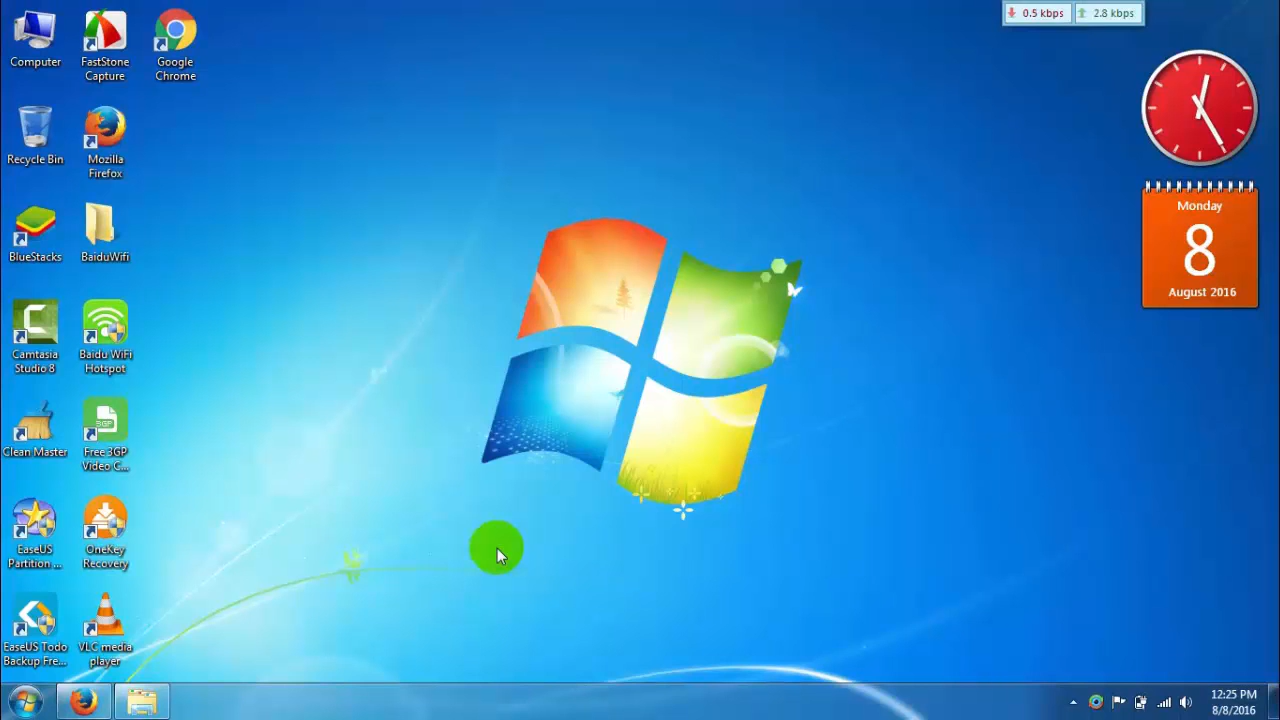 0.5 kbps
2.8 kbps
Computer
FastStone
Capture
Google
Chrome
Recycle Bin
Mozilla
Firefox
BlueStacks
BaiduWifi
Camtasia
Studio 8
Baidu WiFi
Hotspot
Clean Master
3GP
Free 3GP
Video C...
EaseUS
Partition ...
OneKey
Recovery
EaseUS Todo
Backup Fre...
VLC media
player
Monday
8
August 2016
12:25 PM
8/8/2016